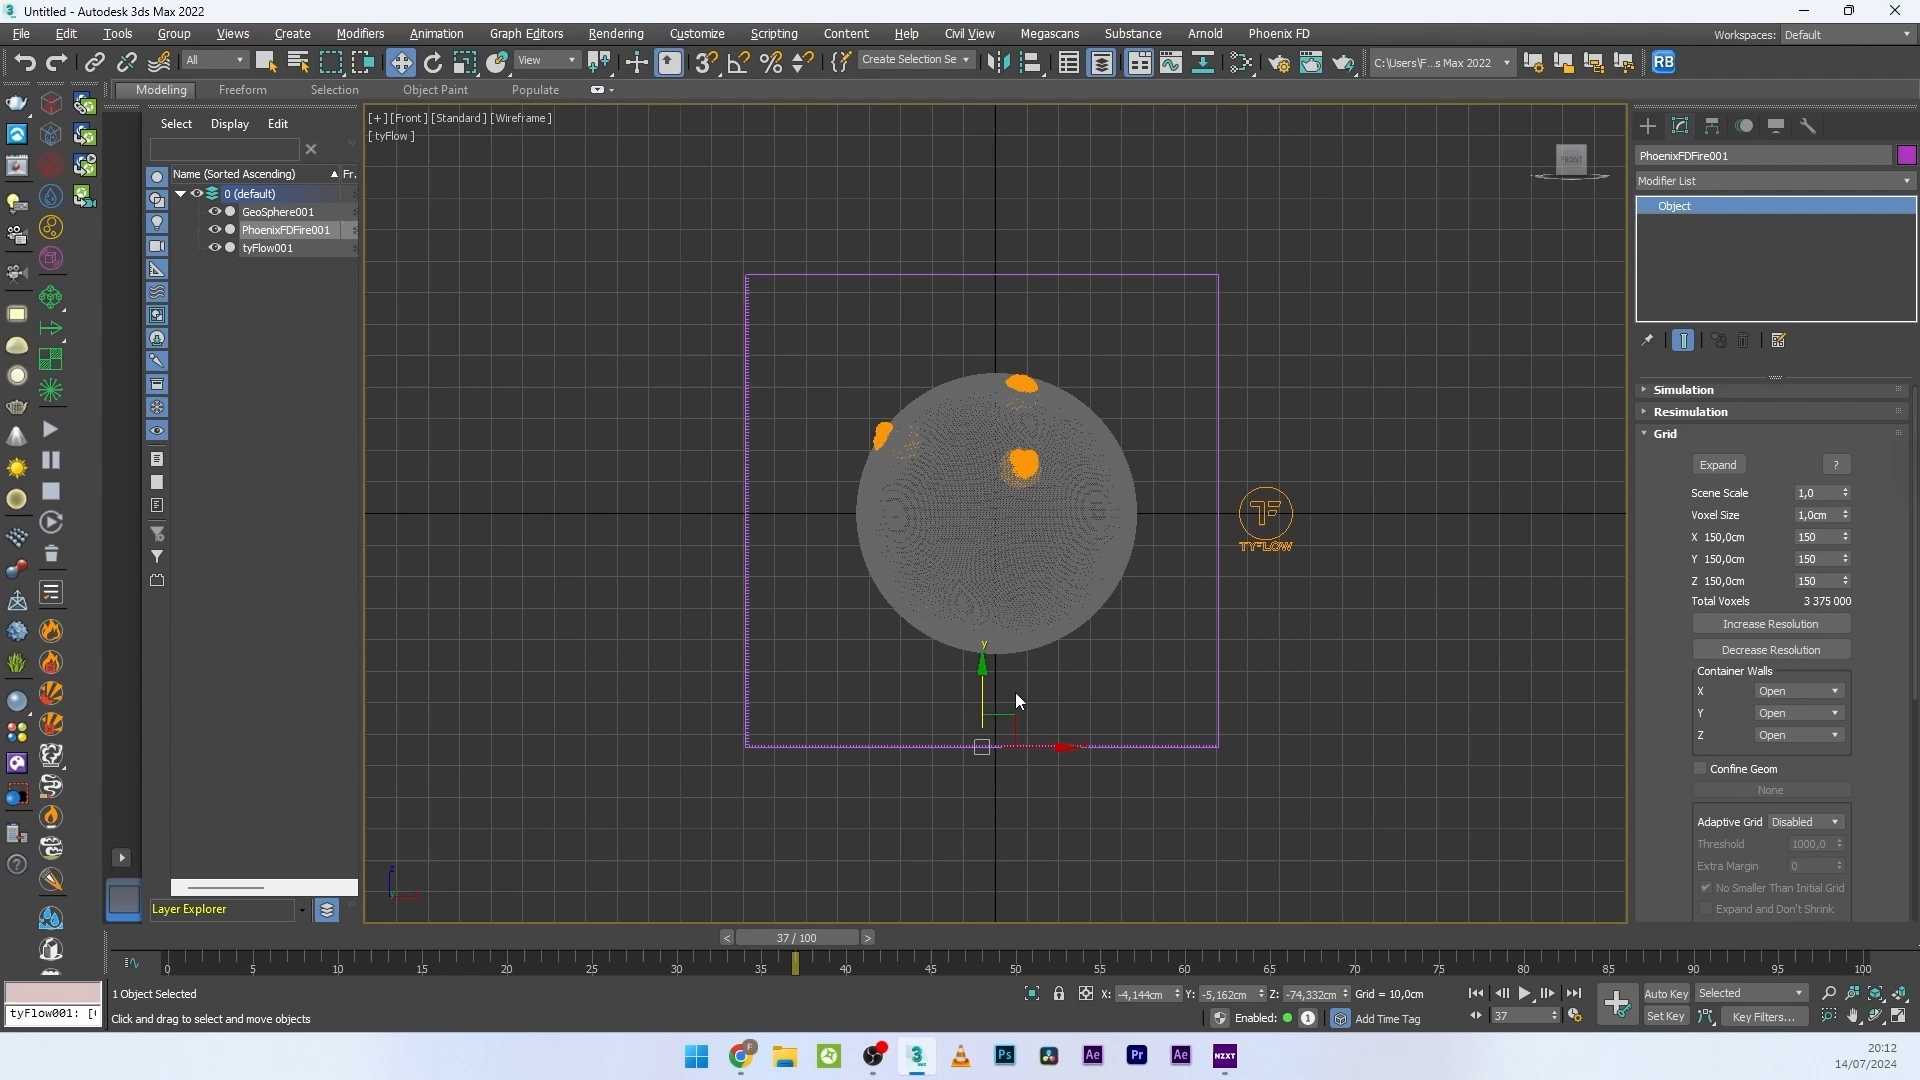 Untitled - Autodesk 3ds Max 2022
File Edit Tools Group Views Create Modifiers Animation Graph Editors Rendering Customize Scripting Content Help Civil View Megascans Substance Arnold Phoenix FD Workspaces: Default
All View Create Selection Se C:\Users\F...s Max 2022 RB
Modeling Freeform Selection Object Paint Populate
Select Display Edit
[+] [Front] [Standard] [Wireframe]
[ tyFlow ]
Name (Sorted Ascending) Fr.
0 (default)
GeoSphere001
PhoenixFDFire001
tyFlow001
FRONT
TF
TYFLOW
y
z
PhoenixFDFire001
Modifier List
Object
Simulation
Resimulation
Grid
Expand ?
Scene Scale 1,0
Voxel Size 1,0cm
X 150,0cm 150
Y 150,0cm 150
Z 150,0cm 150
Total Voxels 3 375 000
Increase Resolution
Decrease Resolution
Container Walls
X Open
Y Open
Z Open
Confine Geom
None
Adaptive Grid Disabled
Threshold 1000,0
Extra Margin 0
No Smaller Than Initial Grid
Expand and Don't Shrink
Layer Explorer
< 37 / 100 >
0 5 10 15 20 25 30 35 40 45 50 55 60 65 70 75 80 85 90 95 100
1 Object Selected X: -4,144cm Y: -5,162cm Z: -74,332cm Grid = 10,0cm Auto Key Selected
tyFlow001: [( Click and drag to select and move objects Enabled: 1 Add Time Tag 37 Set Key Key Filters...
Ps Ae Pr Ae NZXT
20:12
14/07/2024